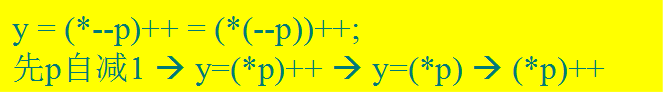 y = (*--p)++ = (*(--p))++;
先p自减1 → y=(*p)++ → y=(*p) → (*p)++